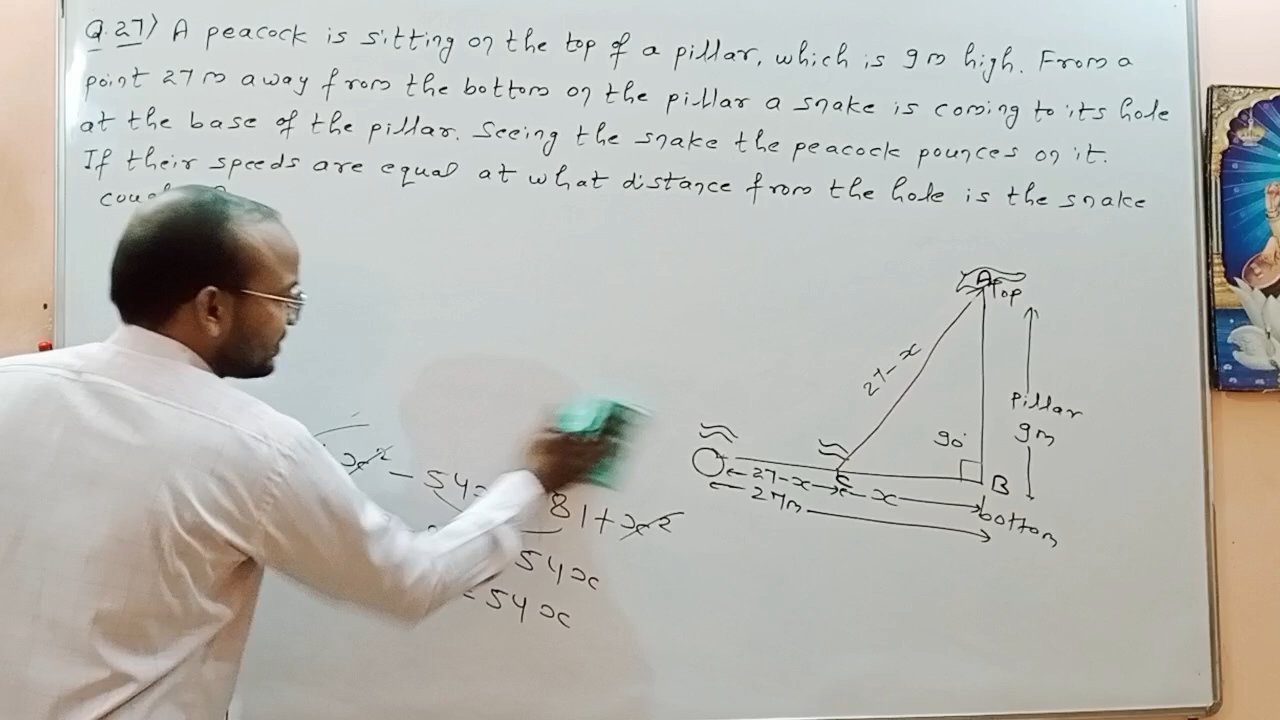 Q.27) A peacock is sitting on the top of a pillar, which is 9m high. From a
point 27m away from the bottom on the pillar a snake is coming to its hole
at the base of the pillar. Seeing the snake the peacock pounces on it.
If their speeds are equal at what distance from the hole is the snake
A Top
27-x
Pillar
9m
90°
27-x
C
x
B
27m
bottom
x² - 54x
81 + x²
54x
- 54x